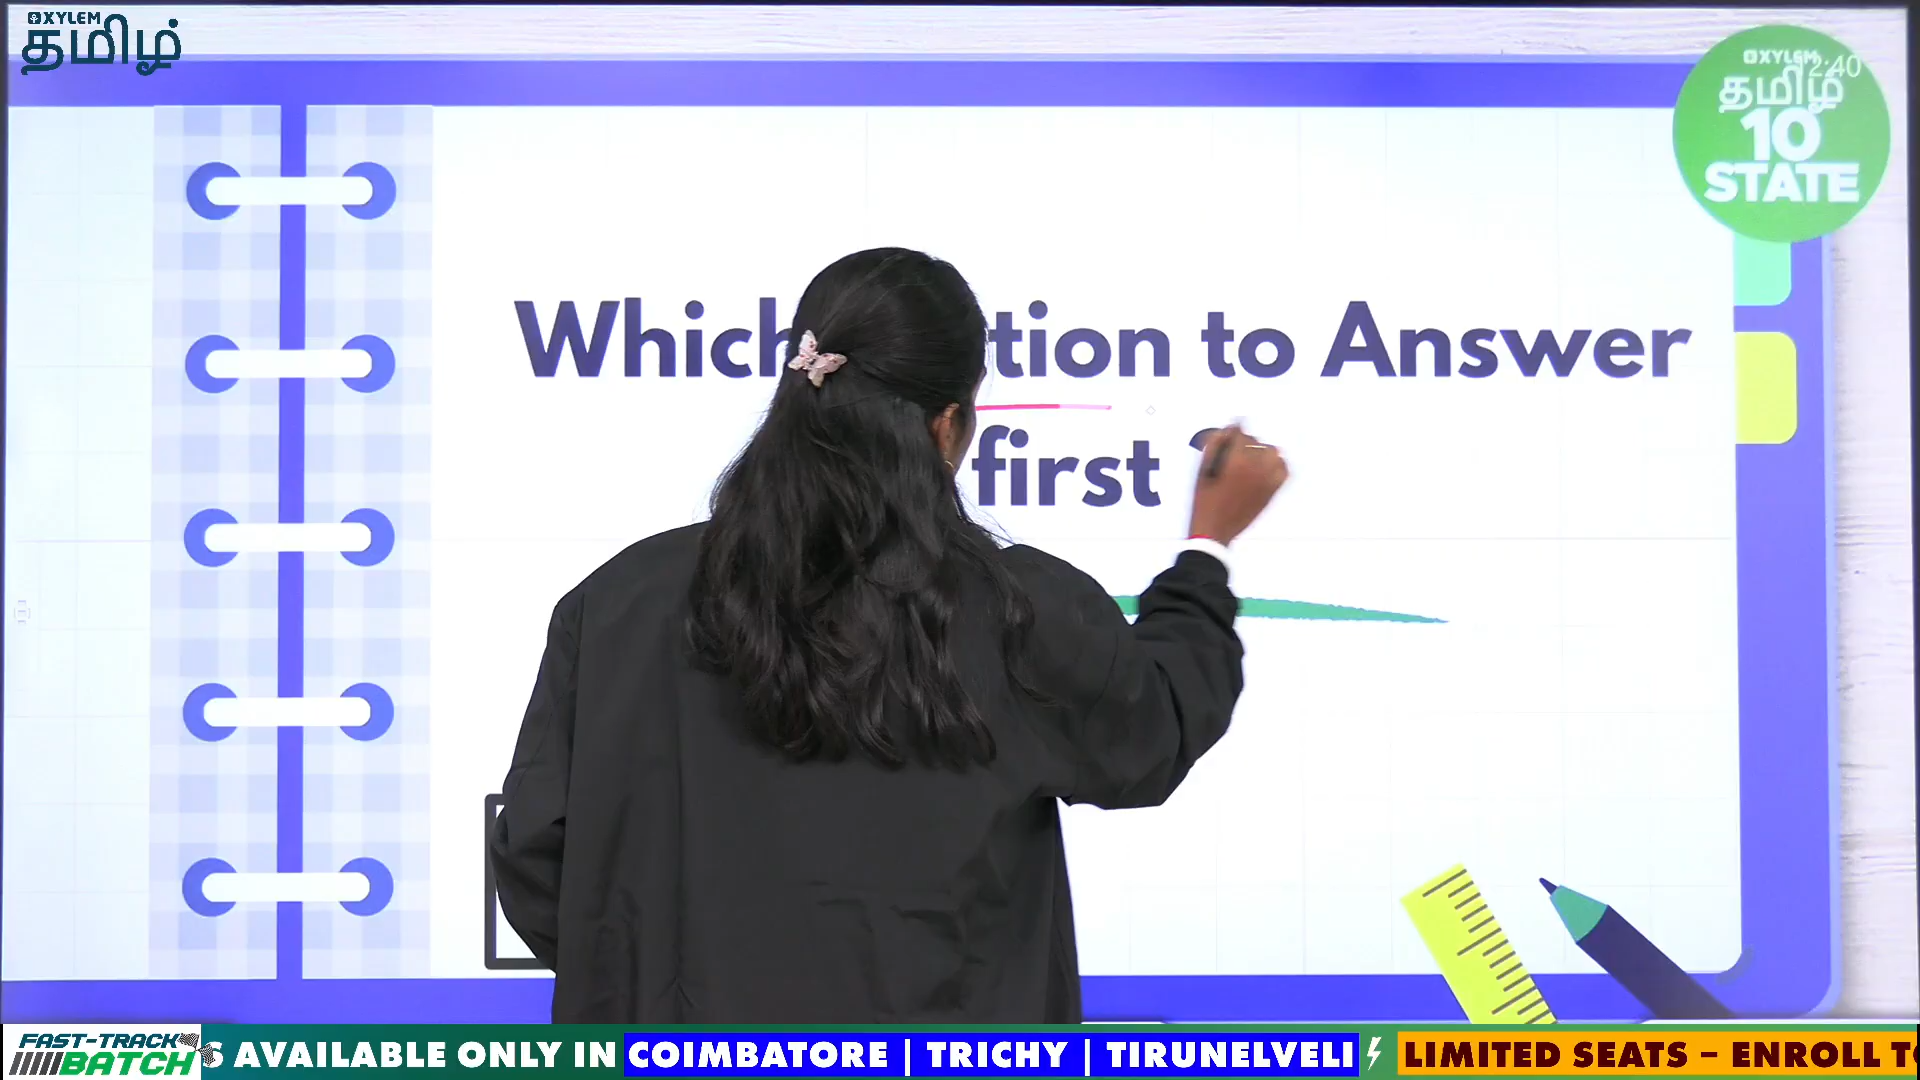 XYLEM
தமிழ்
XYLEM
12:40
தமிழ்
10
STATE
Which tion to Answer
first ?
FAST-TRACK
BATCH
S AVAILABLE ONLY IN COIMBATORE | TRICHY | TIRUNELVELI LIMITED SEATS – ENROLL